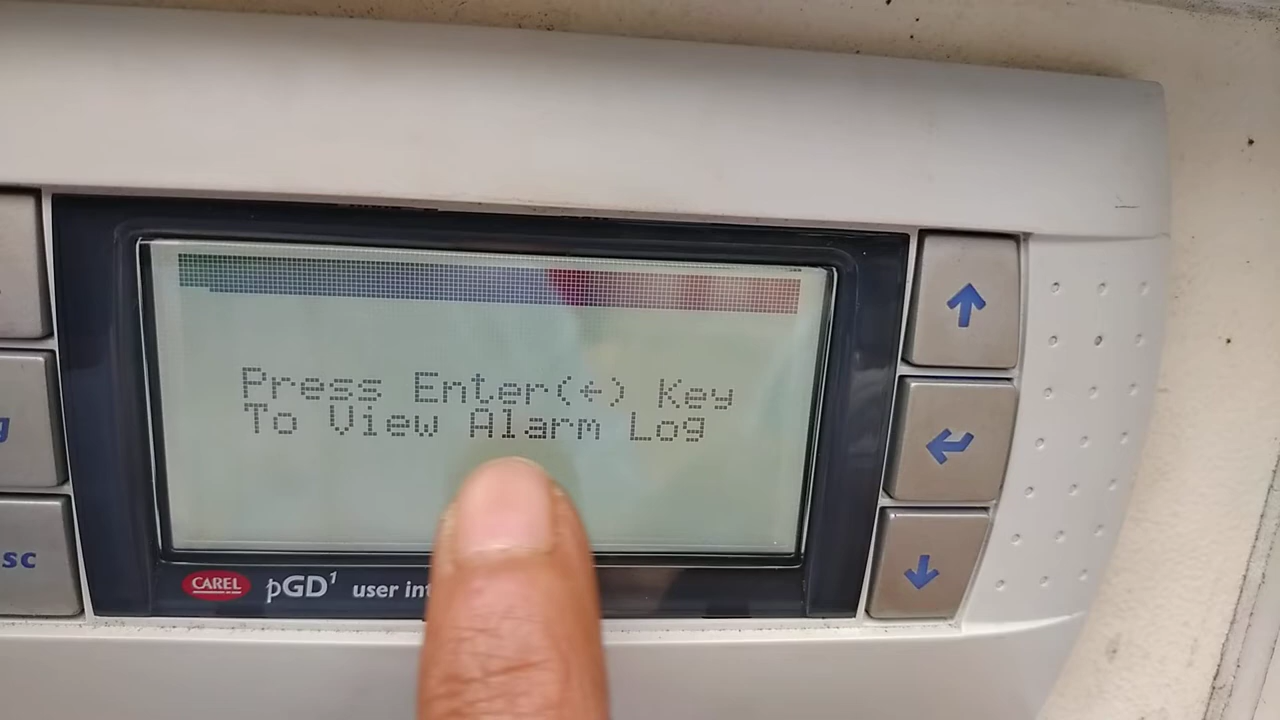 Press Enter(←) Key
To View Alarm Log
g
sc
CAREL pGD¹ user int